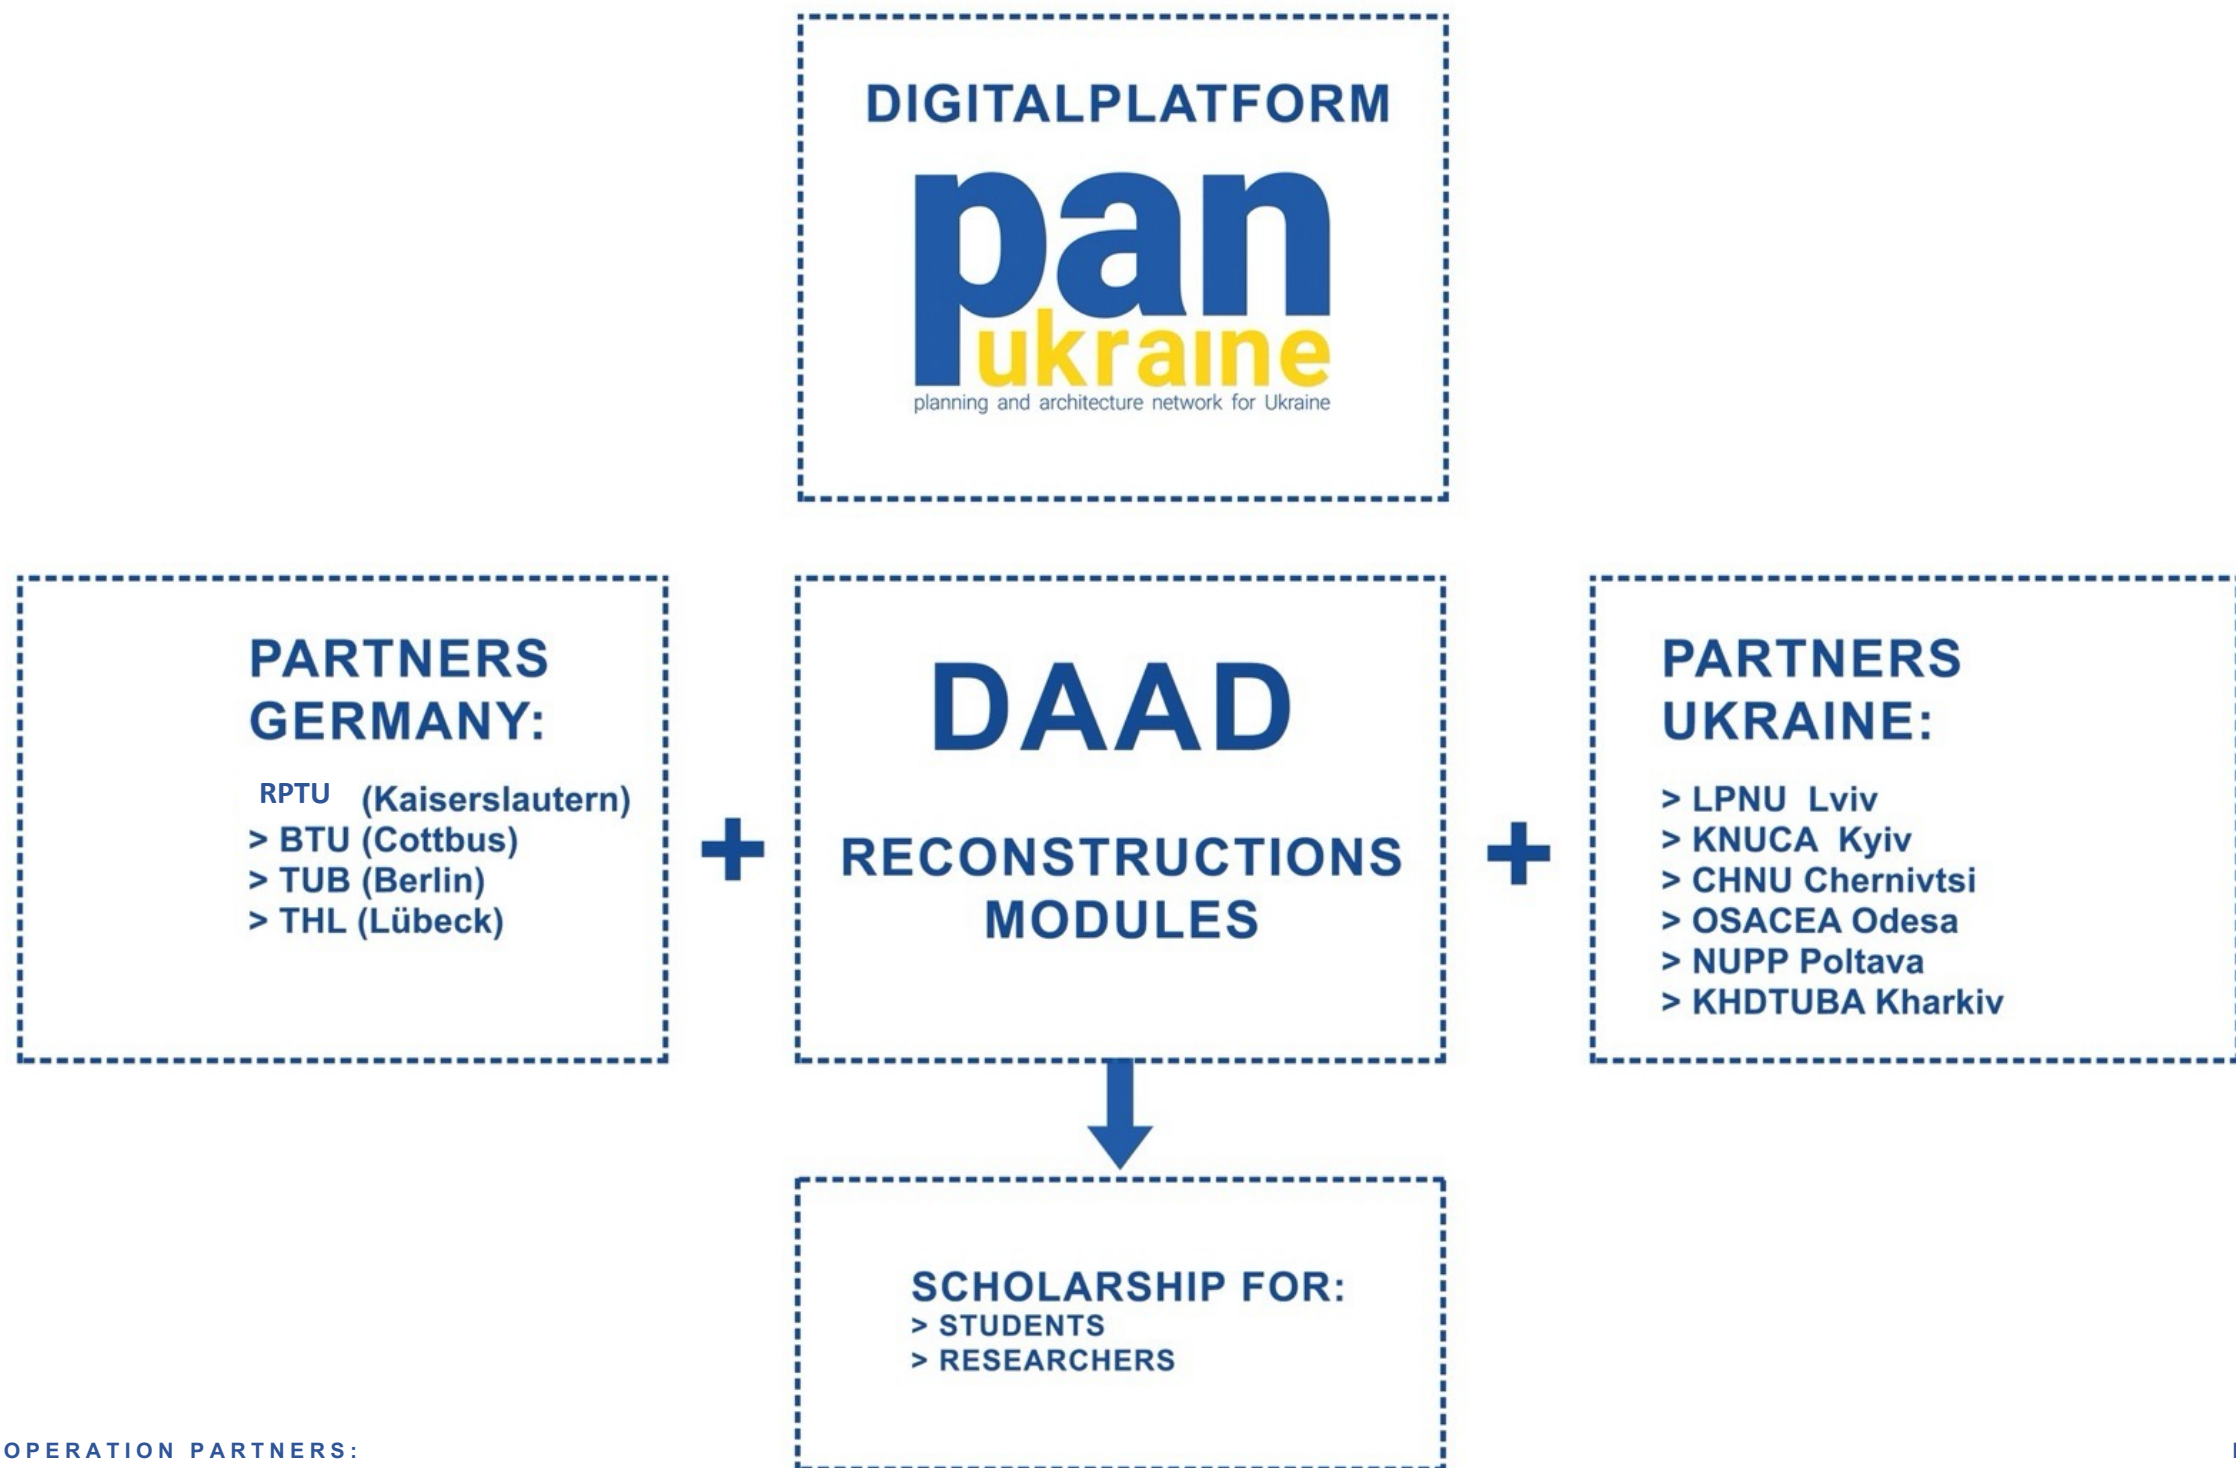 DIGITALPLATFORM
pan
ukraine
planning and architecture network for Ukraine
PARTNERS
GERMANY:
RPTU (Kaiserslautern)
> BTU (Cottbus)
> TUB (Berlin)
> THL (Lübeck)
+
DAAD
RECONSTRUCTIONS
MODULES
+
PARTNERS
UKRAINE:
> LPNU Lviv
> KNUCA Kyiv
> CHNU Chernivtsi
> OSACEA Odesa
> NUPP Poltava
> KHDTUBA Kharkiv
SCHOLARSHIP FOR:
> STUDENTS
> RESEARCHERS
OPERATION PARTNERS: